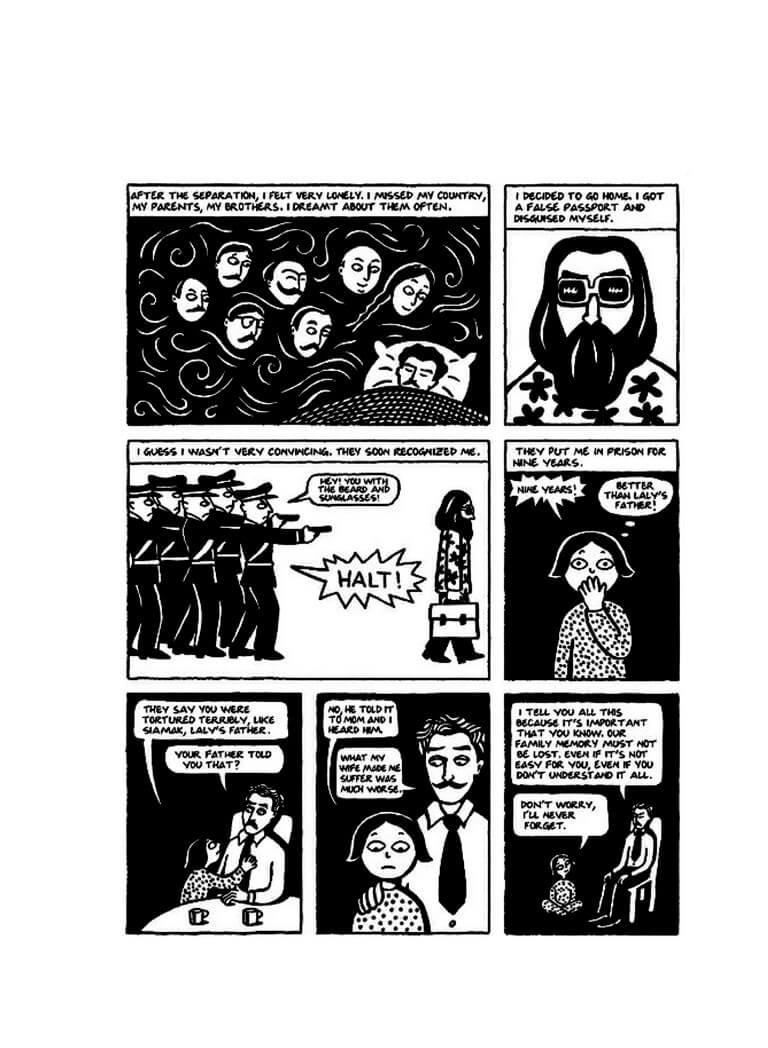 AFTER THE SEPARATION, I FELT VERY LONELY. I MISSED MY COUNTRY,
MY PARENTS, MY BROTHERS. I DREAMT ABOUT THEM OFTEN.
I DECIDED TO GO HOME. I GOT
A FALSE PASSPORT AND
DISGUISED MYSELF.
I GUESS I WASN'T VERY CONVINCING. THEY SOON RECOGNIZED ME.
HEY! YOU WITH
THE BEARD AND
SUNGLASSES!
HALT!
THEY PUT ME IN PRISON FOR
NINE YEARS.
NINE YEARS!
BETTER
THAN LALY'S
FATHER!
THEY SAY YOU WERE
TORTURED TERRIBLY, LIKE
SIAMAK, LALY'S FATHER.
YOUR FATHER TOLD
YOU THAT?
NO, HE TOLD IT
TO MOM AND I
HEARD HIM.
WHAT MY
WIFE MADE ME
SUFFER WAS
MUCH WORSE.
I TELL YOU ALL THIS
BECAUSE IT'S IMPORTANT
THAT YOU KNOW. OUR
FAMILY MEMORY MUST NOT
BE LOST. EVEN IF IT'S NOT
EASY FOR YOU, EVEN IF YOU
DON'T UNDERSTAND IT ALL.
DON'T WORRY,
I'LL NEVER
FORGET.